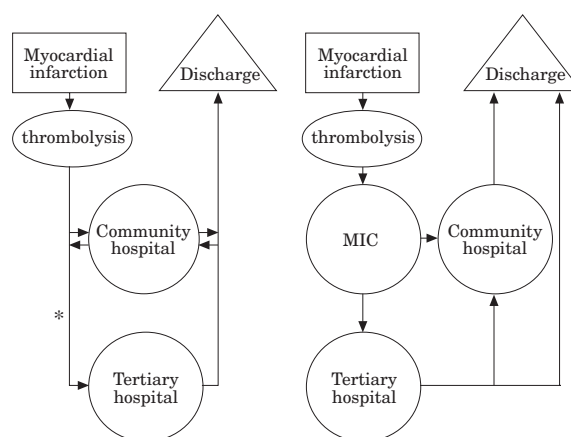 Myocardial
infarction
Discharge
thrombolysis
Community
hospital
*
Tertiary
hospital
Myocardial
infarction
Discharge
thrombolysis
MIC
Community
hospital
Tertiary
hospital